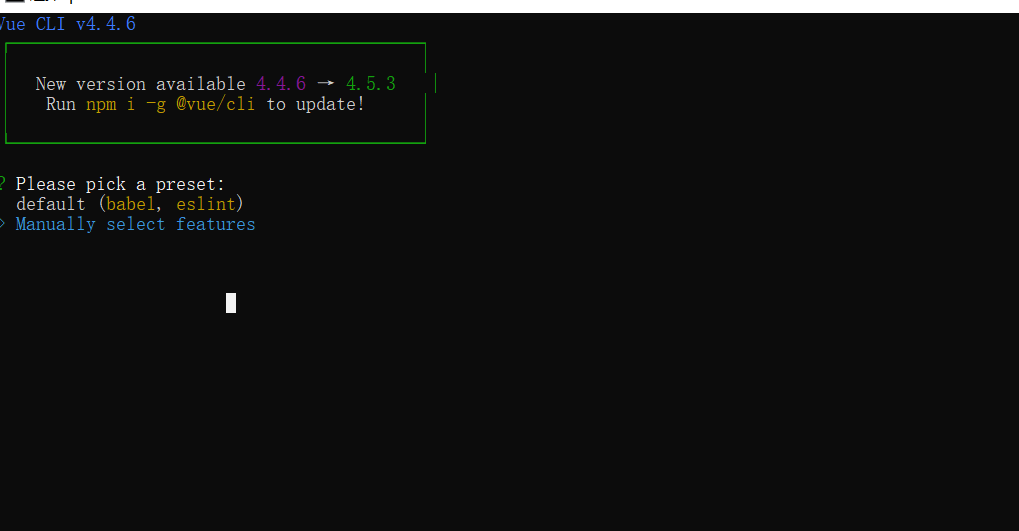 Vue CLI v4.4.6
New version available 4.4.6 → 4.5.3
Run npm i -g @vue/cli to update!
? Please pick a preset:
default (babel, eslint)
> Manually select features